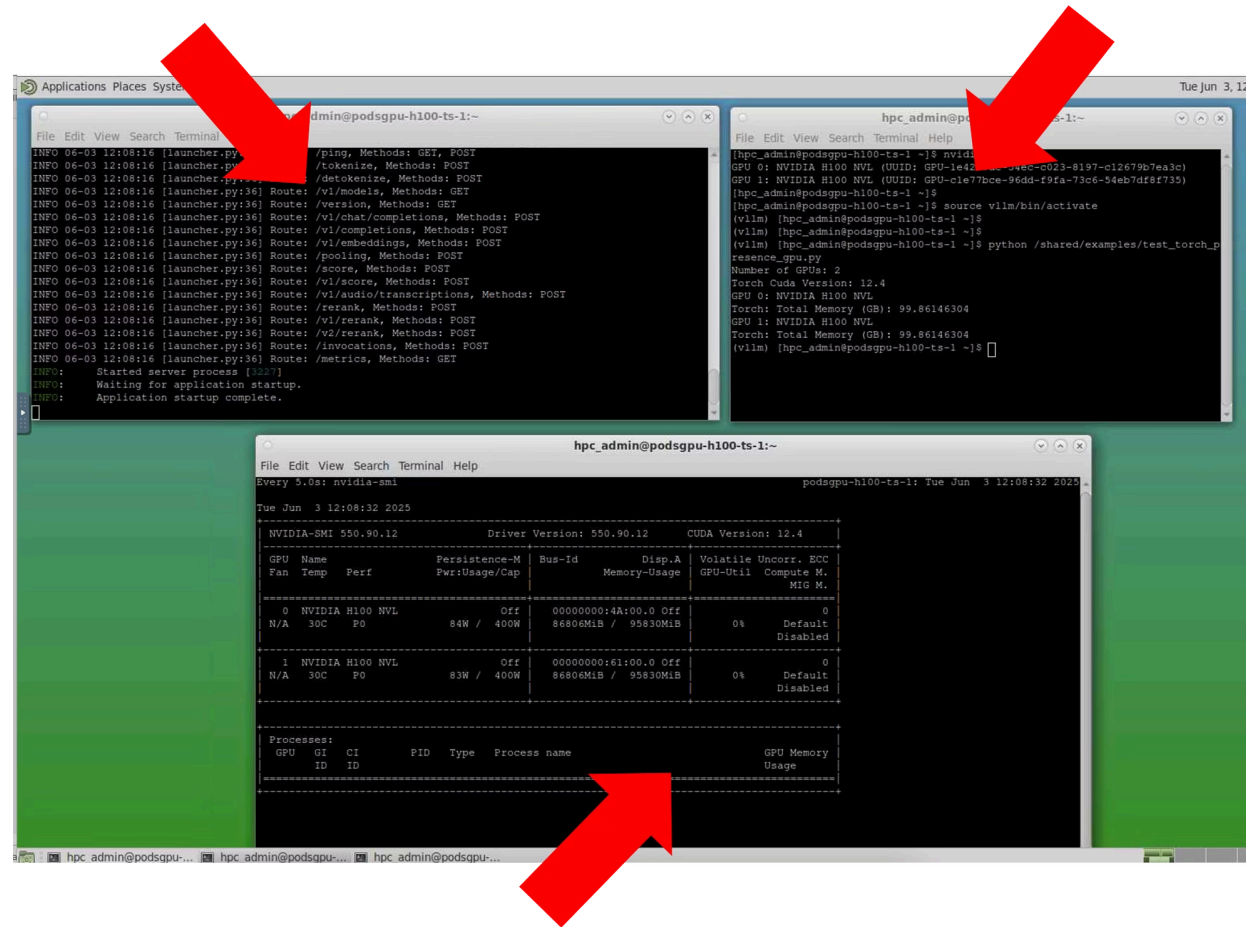 Applications Places Syste
Tue Jun 3, 12
dmin@podsgpu-h100-ts-1:~
File Edit View Search Terminal
INFO 06-03 12:08:16 [launcher.py: /ping, Methods: GET, POST
INFO 06-03 12:08:16 [launcher.py: /tokenize, Methods: POST
INFO 06-03 12:08:16 [launcher.py:3 /detokenize, Methods: POST
INFO 06-03 12:08:16 [launcher.py:36] Route: /v1/models, Methods: GET
INFO 06-03 12:08:16 [launcher.py:36] Route: /version, Methods: GET
INFO 06-03 12:08:16 [launcher.py:36] Route: /v1/chat/completions, Methods: POST
INFO 06-03 12:08:16 [launcher.py:36] Route: /v1/completions, Methods: POST
INFO 06-03 12:08:16 [launcher.py:36] Route: /v1/embeddings, Methods: POST
INFO 06-03 12:08:16 [launcher.py:36] Route: /pooling, Methods: POST
INFO 06-03 12:08:16 [launcher.py:36] Route: /score, Methods: POST
INFO 06-03 12:08:16 [launcher.py:36] Route: /v1/score, Methods: POST
INFO 06-03 12:08:16 [launcher.py:36] Route: /v1/audio/transcriptions, Methods: POST
INFO 06-03 12:08:16 [launcher.py:36] Route: /rerank, Methods: POST
INFO 06-03 12:08:16 [launcher.py:36] Route: /v1/rerank, Methods: POST
INFO 06-03 12:08:16 [launcher.py:36] Route: /v2/rerank, Methods: POST
INFO 06-03 12:08:16 [launcher.py:36] Route: /invocations, Methods: POST
INFO 06-03 12:08:16 [launcher.py:36] Route: /metrics, Methods: GET
INFO: Started server process [3227]
INFO: Waiting for application startup.
INFO: Application startup complete.
hpc_admin@po s-1:~
File Edit View Search Terminal Help
[hpc_admin@podsgpu-h100-ts-1 ~]$ nvidi
GPU 0: NVIDIA H100 NVL (UUID: GPU-1e42 -c023-8197-c12679b7ea3c)
GPU 1: NVIDIA H100 NVL (UUID: GPU-c1e77bce-96dd-f9fa-73c6-54eb7df8f735)
[hpc_admin@podsgpu-h100-ts-1 ~]$
[hpc_admin@podsgpu-h100-ts-1 ~]$ source vllm/bin/activate
(vllm) [hpc_admin@podsgpu-h100-ts-1 ~]$
(vllm) [hpc_admin@podsgpu-h100-ts-1 ~]$
(vllm) [hpc_admin@podsgpu-h100-ts-1 ~]$ python /shared/examples/test_torch_p
resence_gpu.py
Number of GPUs: 2
Torch Cuda Version: 12.4
GPU 0: NVIDIA H100 NVL
Torch: Total Memory (GB): 99.86146304
GPU 1: NVIDIA H100 NVL
Torch: Total Memory (GB): 99.86146304
(vllm) [hpc_admin@podsgpu-h100-ts-1 ~]$
hpc_admin@podsgpu-h100-ts-1:~
File Edit View Search Terminal Help
Every 5.0s: nvidia-smi podsgpu-h100-ts-1: Tue Jun 3 12:08:32 2025
Tue Jun 3 12:08:32 2025
NVIDIA-SMI 550.90.12 Driver Version: 550.90.12 CUDA Version: 12.4
GPU Name Persistence-M | Bus-Id Disp.A | Volatile Uncorr. ECC
Fan Temp Perf Pwr:Usage/Cap | Memory-Usage | GPU-Util Compute M.
MIG M.
0 NVIDIA H100 NVL Off | 00000000:4A:00.0 Off | 0
N/A 30C P0 84W / 400W | 86806MiB / 95830MiB | 0% Default
Disabled
1 NVIDIA H100 NVL Off | 00000000:61:00.0 Off | 0
N/A 30C P0 83W / 400W | 86806MiB / 95830MiB | 0% Default
Disabled
Processes:
GPU GI CI PID Type Process name GPU Memory
ID ID Usage
hpc_admin@podsgpu-... hpc_admin@podsgpu-... hpc_admin@podsgpu-...